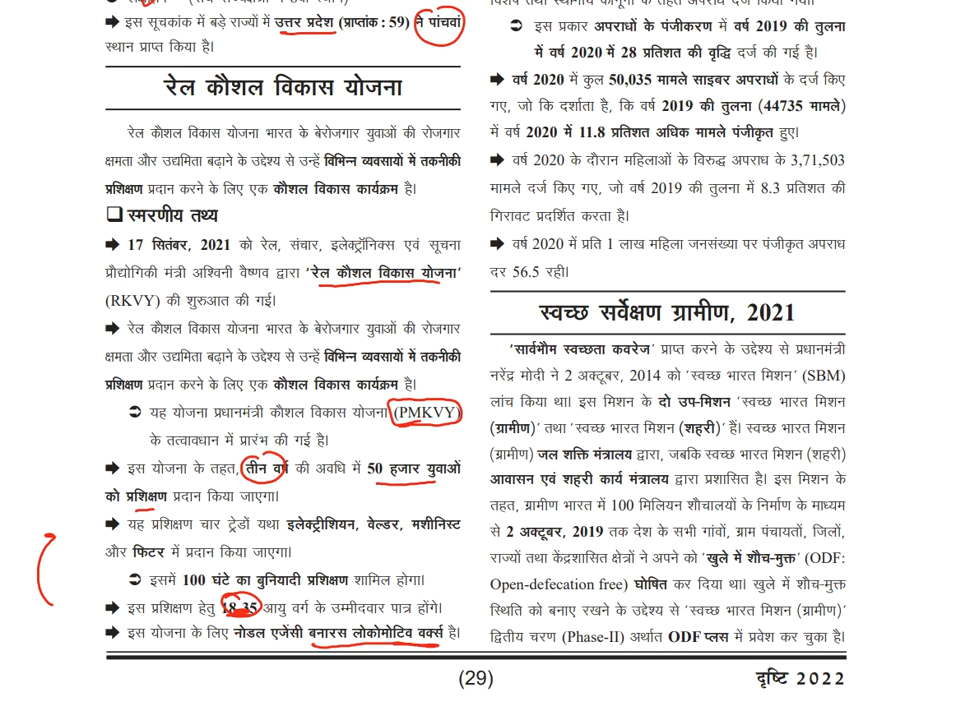 ➡ इस सूचकांक में बड़े राज्यों में उत्तर प्रदेश (प्राप्तांक : 59) ने पांचवां
स्थान प्राप्त किया है।
रेल कौशल विकास योजना
रेल कौशल विकास योजना भारत के बेरोजगार युवाओं की रोजगार
क्षमता और उद्यमिता बढ़ाने के उद्देश्य से उन्हें विभिन्न व्यवसायों में तकनीकी
प्रशिक्षण प्रदान करने के लिए एक कौशल विकास कार्यक्रम है।
❑ स्मरणीय तथ्य
➡ 17 सितंबर, 2021 को रेल, संचार, इलेक्ट्रॉनिक्स एवं सूचना
प्रौद्योगिकी मंत्री अश्विनी वैष्णव द्वारा 'रेल कौशल विकास योजना'
(RKVY) की शुरुआत की गई।
➡ रेल कौशल विकास योजना भारत के बेरोजगार युवाओं की रोजगार
क्षमता और उद्यमिता बढ़ाने के उद्देश्य से उन्हें विभिन्न व्यवसायों में तकनीकी
प्रशिक्षण प्रदान करने के लिए एक कौशल विकास कार्यक्रम है।
➲ यह योजना प्रधानमंत्री कौशल विकास योजना (PMKVY)
के तत्वावधान में प्रारंभ की गई है।
➡ इस योजना के तहत, तीन वर्ष की अवधि में 50 हजार युवाओं
को प्रशिक्षण प्रदान किया जाएगा।
➡ यह प्रशिक्षण चार ट्रेडों यथा इलेक्ट्रीशियन, वेल्डर, मशीनिस्ट
और फिटर में प्रदान किया जाएगा।
➲ इसमें 100 घंटे का बुनियादी प्रशिक्षण शामिल होगा।
➡ इस प्रशिक्षण हेतु 18-35 आयु वर्ग के उम्मीदवार पात्र होंगे।
➡ इस योजना के लिए नोडल एजेंसी बनारस लोकोमोटिव वर्क्स है।
➲ इस प्रकार अपराधों के पंजीकरण में वर्ष 2019 की तुलना
में वर्ष 2020 में 28 प्रतिशत की वृद्धि दर्ज की गई है।
➡ वर्ष 2020 में कुल 50,035 मामले साइबर अपराधों के दर्ज किए
गए, जो कि दर्शाता है, कि वर्ष 2019 की तुलना (44735 मामले)
में वर्ष 2020 में 11.8 प्रतिशत अधिक मामले पंजीकृत हुए।
➡ वर्ष 2020 के दौरान महिलाओं के विरुद्ध अपराध के 3,71,503
मामले दर्ज किए गए, जो वर्ष 2019 की तुलना में 8.3 प्रतिशत की
गिरावट प्रदर्शित करता है।
➡ वर्ष 2020 में प्रति 1 लाख महिला जनसंख्या पर पंजीकृत अपराध
दर 56.5 रही।
स्वच्छ सर्वेक्षण ग्रामीण, 2021
'सार्वभौम स्वच्छता कवरेज' प्राप्त करने के उद्देश्य से प्रधानमंत्री
नरेंद्र मोदी ने 2 अक्टूबर, 2014 को 'स्वच्छ भारत मिशन' (SBM)
लांच किया था। इस मिशन के दो उप-मिशन 'स्वच्छ भारत मिशन
(ग्रामीण)' तथा 'स्वच्छ भारत मिशन (शहरी)' हैं। स्वच्छ भारत मिशन
(ग्रामीण) जल शक्ति मंत्रालय द्वारा, जबकि स्वच्छ भारत मिशन (शहरी)
आवासन एवं शहरी कार्य मंत्रालय द्वारा प्रशासित है। इस मिशन के
तहत, ग्रामीण भारत में 100 मिलियन शौचालयों के निर्माण के माध्यम
से 2 अक्टूबर, 2019 तक देश के सभी गांवों, ग्राम पंचायतों, जिलों,
राज्यों तथा केंद्रशासित क्षेत्रों ने अपने को 'खुले में शौच-मुक्त' (ODF:
Open-defecation free) घोषित कर दिया था। खुले में शौच-मुक्त
स्थिति को बनाए रखने के उद्देश्य से 'स्वच्छ भारत मिशन (ग्रामीण)'
द्वितीय चरण (Phase-II) अर्थात ODF प्लस में प्रवेश कर चुका है।
(29)
दृष्टि 2022